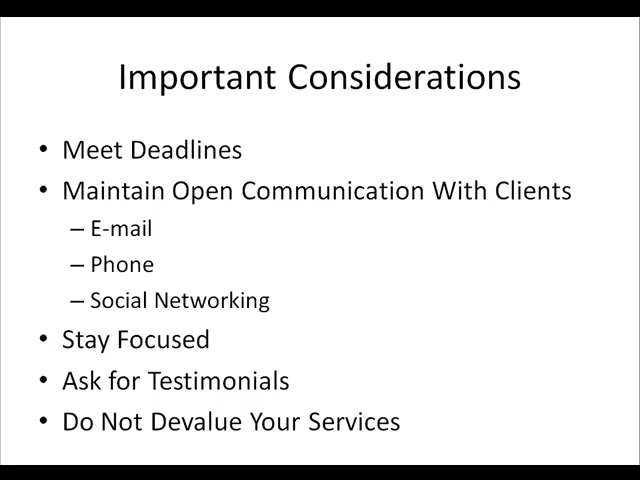 Important Considerations
• Meet Deadlines
• Maintain Open Communication With Clients
– E-mail
– Phone
– Social Networking
• Stay Focused
• Ask for Testimonials
• Do Not Devalue Your Services